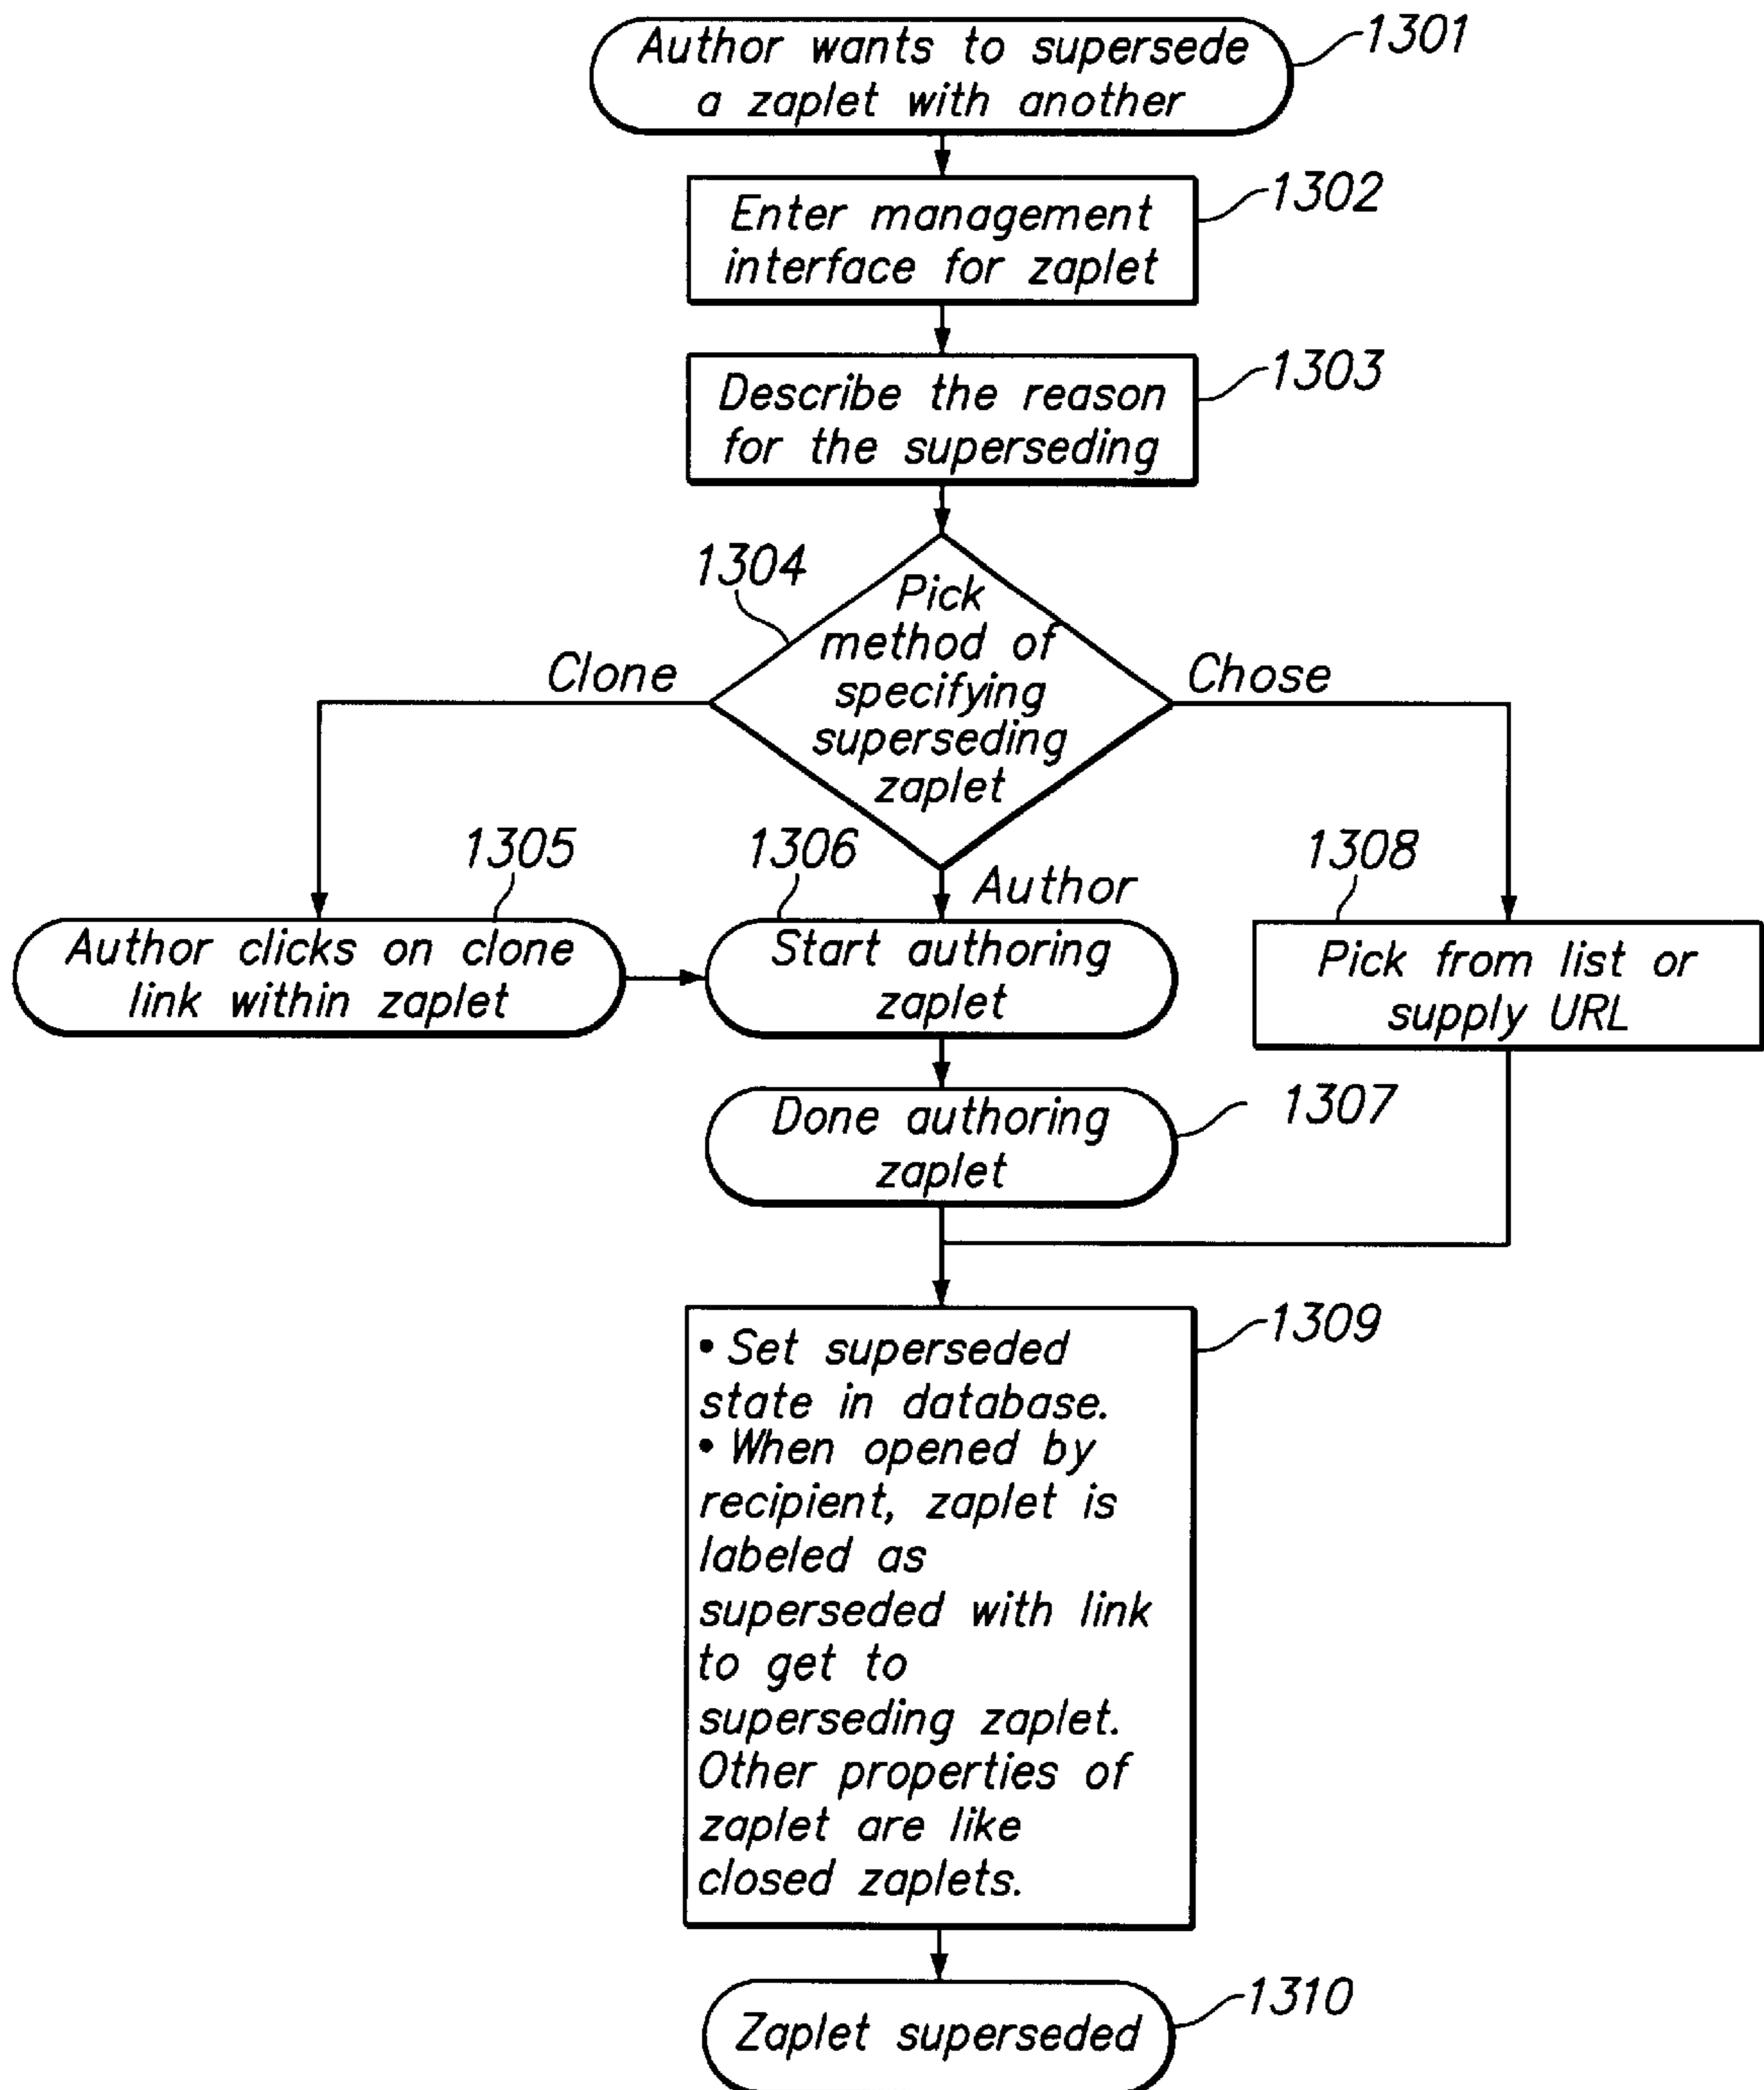 Author wants to supersede
a zaplet with another
1301
Enter management
interface for zaplet
1302
Describe the reason
for the superseding
1303
1304
Pick
method of
specifying
superseding
zaplet
Clone
Chose
Author
1305
Author clicks on clone
link within zaplet
1306
Start authoring
zaplet
1308
Pick from list or
supply URL
Done authoring
zaplet
1307
• Set superseded
state in database.
• When opened by
recipient, zaplet is
labeled as
superseded with link
to get to
superseding zaplet.
Other properties of
zaplet are like
closed zaplets.
1309
Zaplet superseded
1310